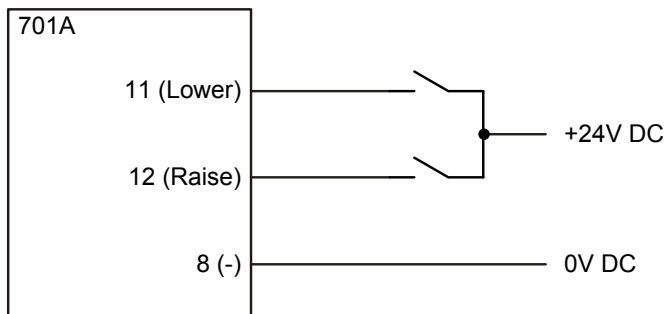 701A
11 (Lower)
+24V DC
12 (Raise)
8 (-)
0V DC